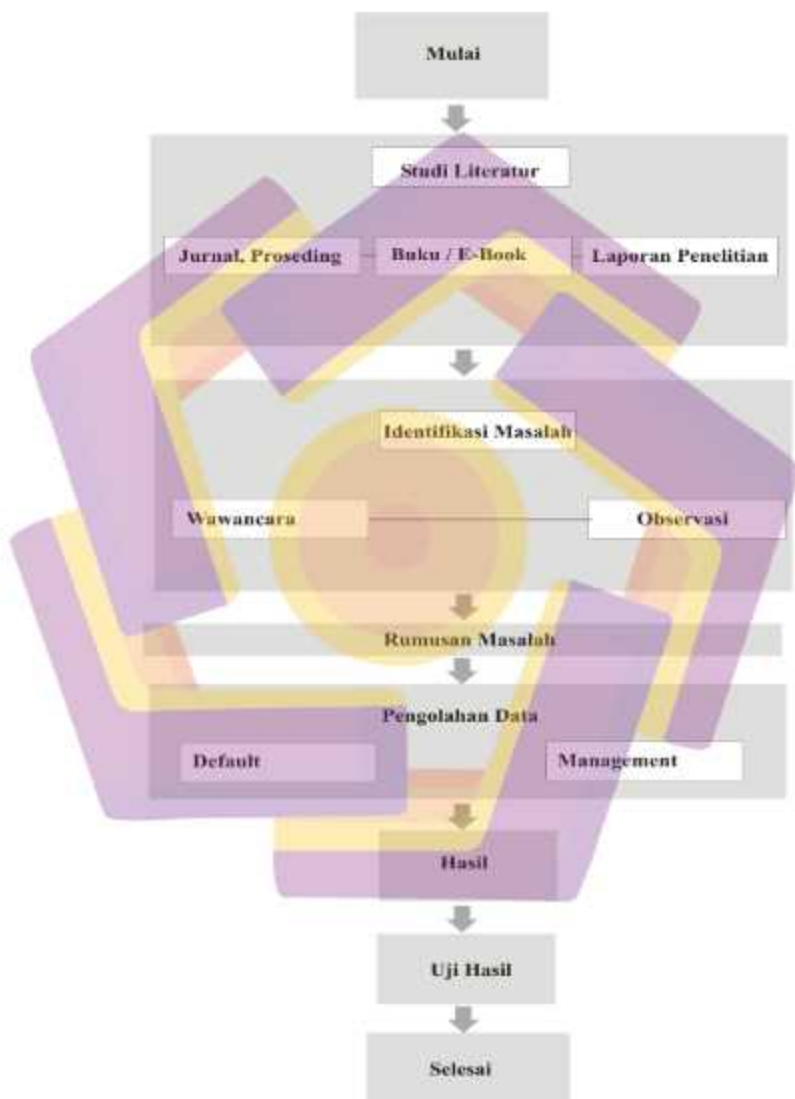 Mulai
Studi Literatur
Jurnal, Proseding
Buku / E-Book
Laporan Penelitian
Identifikasi Masalah
Wawancara
Observasi
Rumusan Masalah
Pengolahan Data
Default
Management
Hasil
Uji Hasil
Selesai